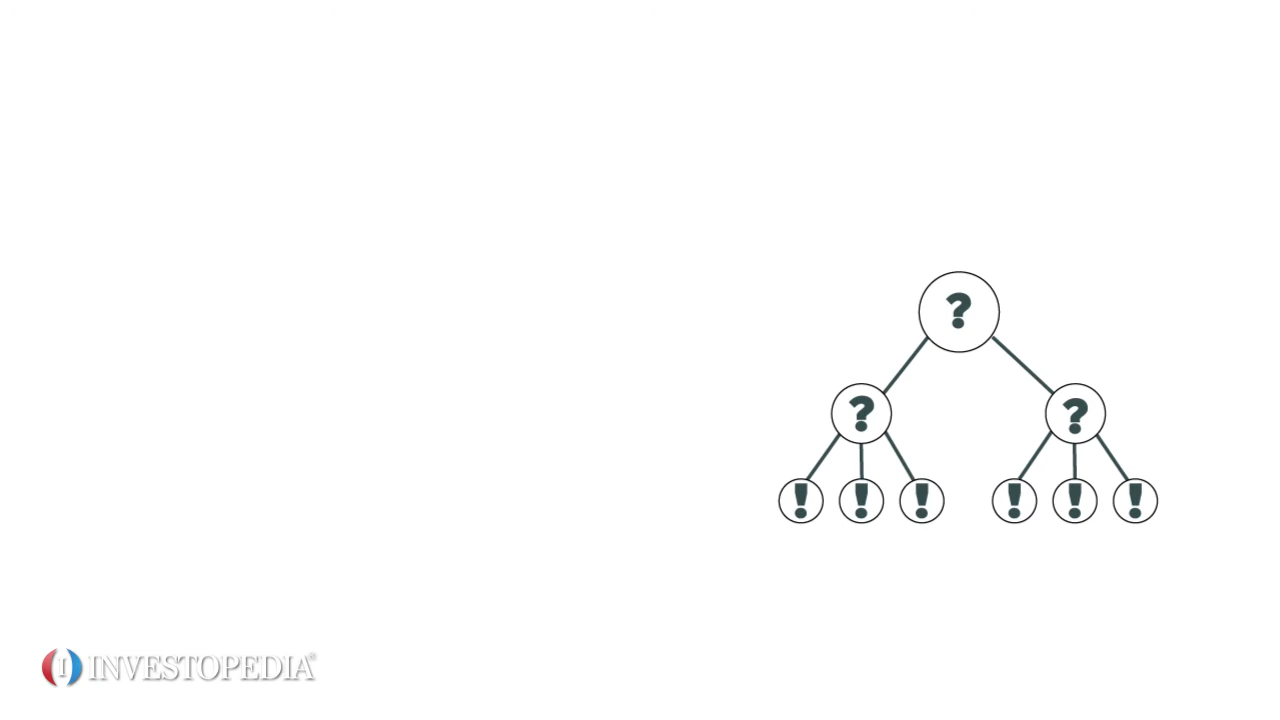 ?
? ?
! ! ! ! ! !
INVESTOPEDIA®